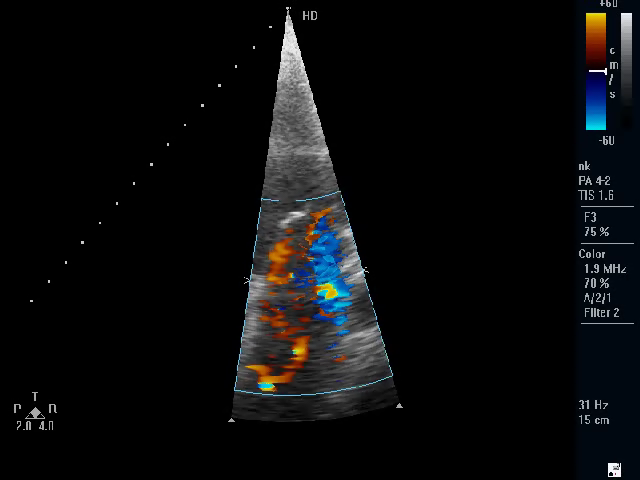 HD
+60
c
m
/
s
-60
nk
PA 4-2
TIS 1.6
F3
75 %
Color
1.9 MHz
70 %
A/2/1
Filter 2
31 Hz
15 cm
T
P R
2.0 4.0